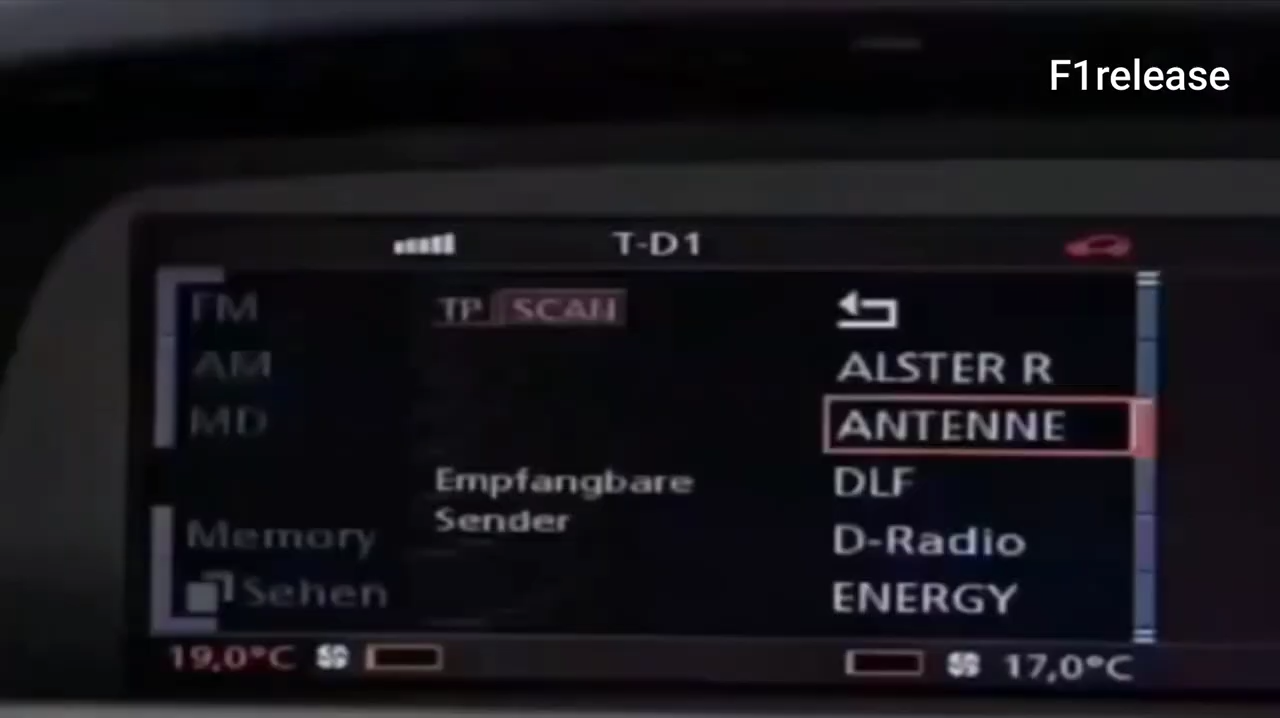 F1release
T-D1
FM
TP SCAN
AM
ALSTER R
MD
ANTENNE
Empfangbare
Sender
DLF
Memory
D-Radio
Sehen
ENERGY
19,0°C
17,0°C